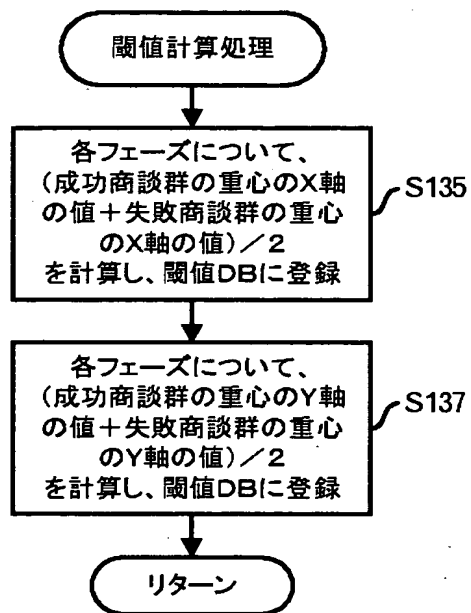 閾値計算処理
各フェーズについて、
(成功商談群の重心のX軸
の値+失敗商談群の重心
のX軸の値)/2
を計算し、閾値DBに登録
S135
各フェーズについて、
(成功商談群の重心のY軸
の値+失敗商談群の重心
のY軸の値)/2
を計算し、閾値DBに登録
S137
リターン